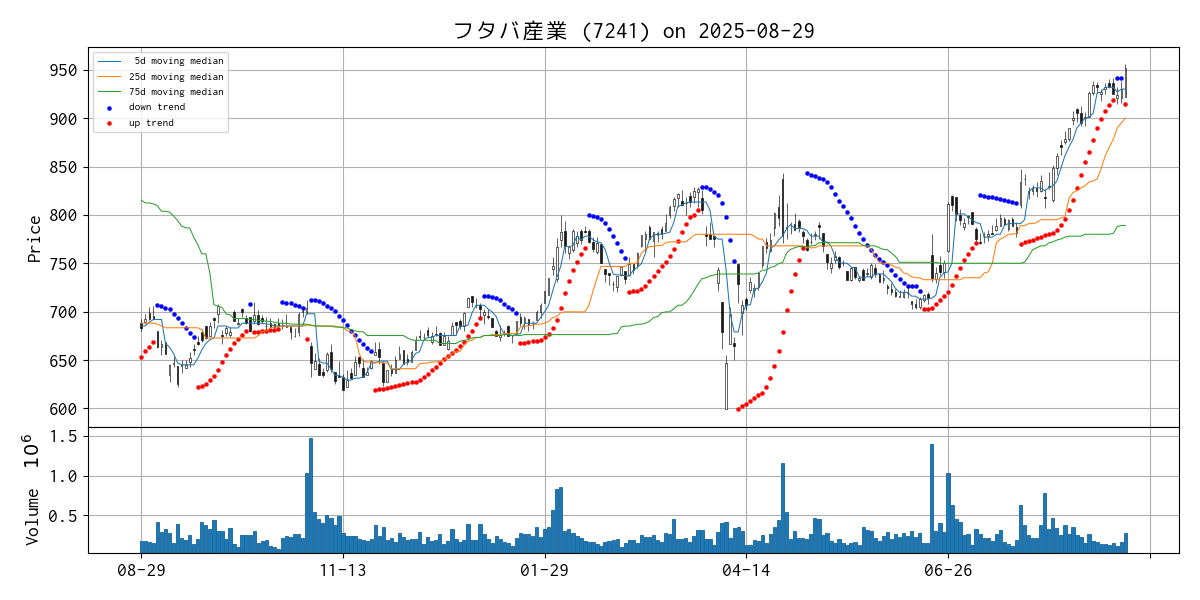 フタバ産業 (7241) on 2025-08-29
5d moving median
25d moving median
75d moving median
down trend
up trend
Price
950
900
850
800
750
700
650
600
Volume 10^6
1.5
1.0
0.5
08-29
11-13
01-29
04-14
06-26